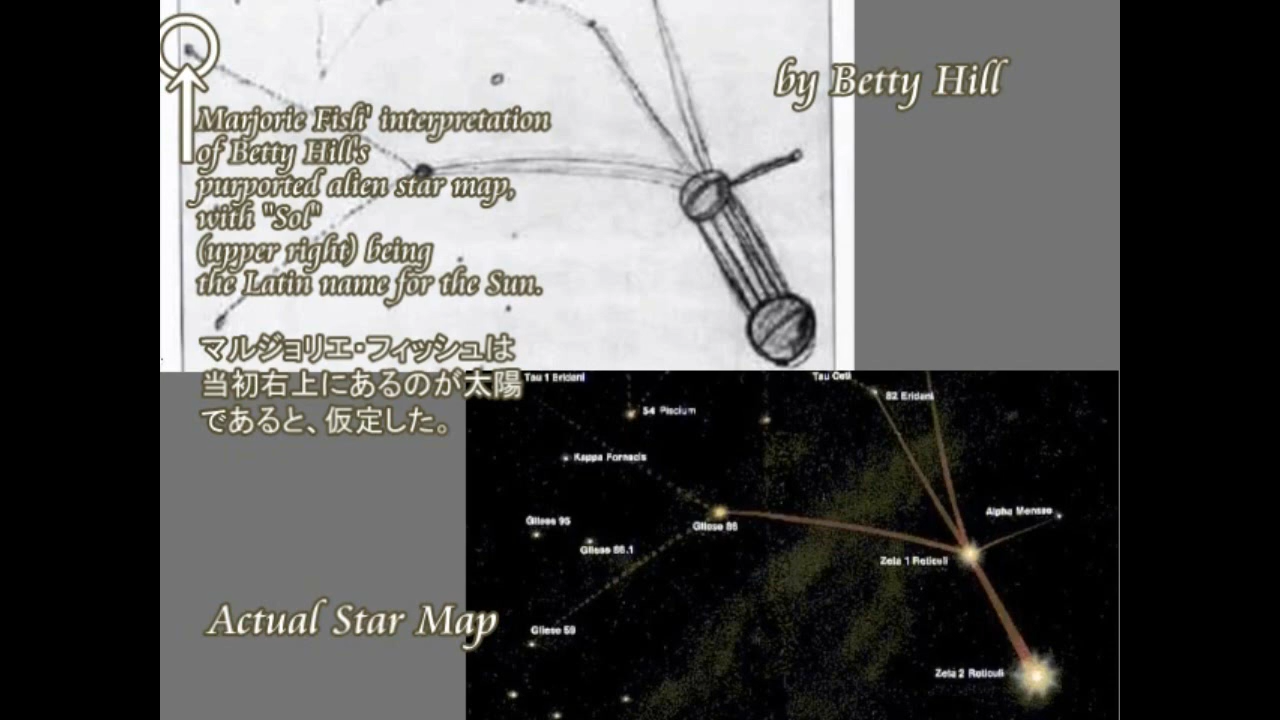 by Betty Hill
Marjorie Fish' interpretation
of Betty Hill's
purported alien star map,
with "Sol"
(upper right) being
the Latin name for the Sun.
マルジョリエ・フィッシュは
当初右上にあるのが太陽
であると、仮定した。
Tau 1 Eridani
Tau Ceti
82 Eridani
54 Piscium
Kappa Fornacis
Gliese 86
Alpha Mensae
Gliese 95
Gliese 86.1
Zeta 1 Reticuli
Gliese 59
Actual Star Map
Zeta 2 Reticuli